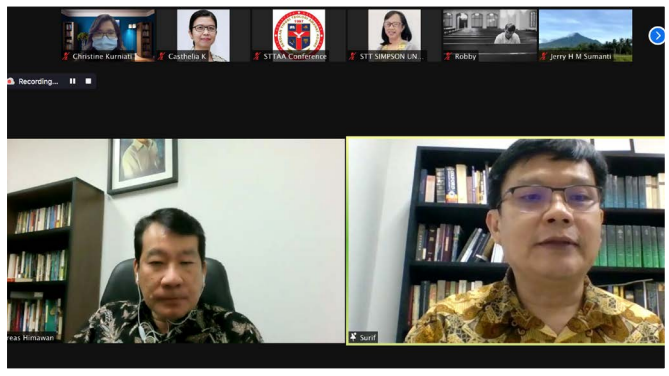 Christine Kurniati
Casthelia K
STTAA Conference
STT SIMPSON UN...
Robby
Jerry H M Sumanti
Recording...
reas Himawan
Surif